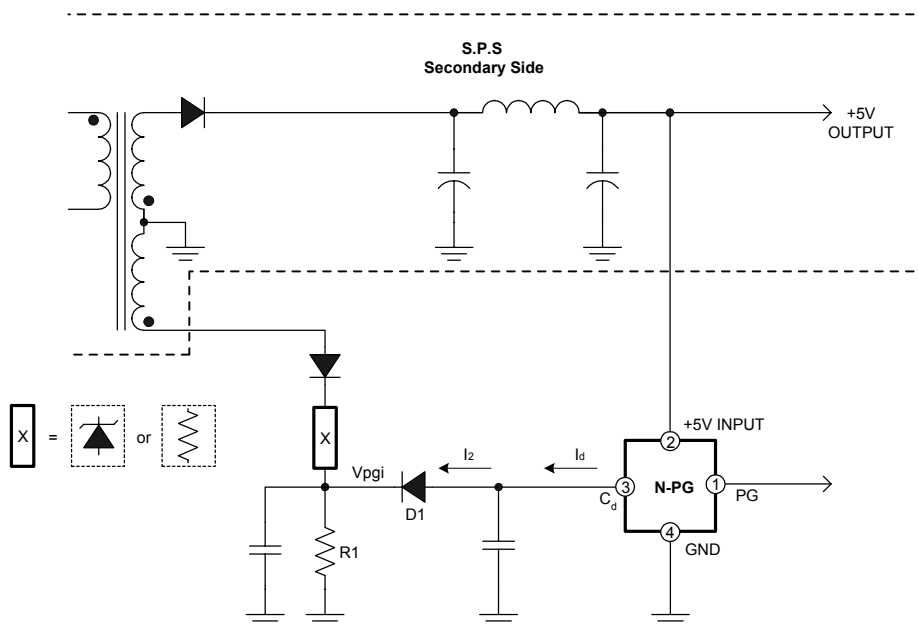 S.P.S
Secondary Side
+5V
OUTPUT
+5V INPUT
2
X = or
X
Vpgi
I2
Id
3
N-PG
1
Cd
PG
D1
4
GND
R1